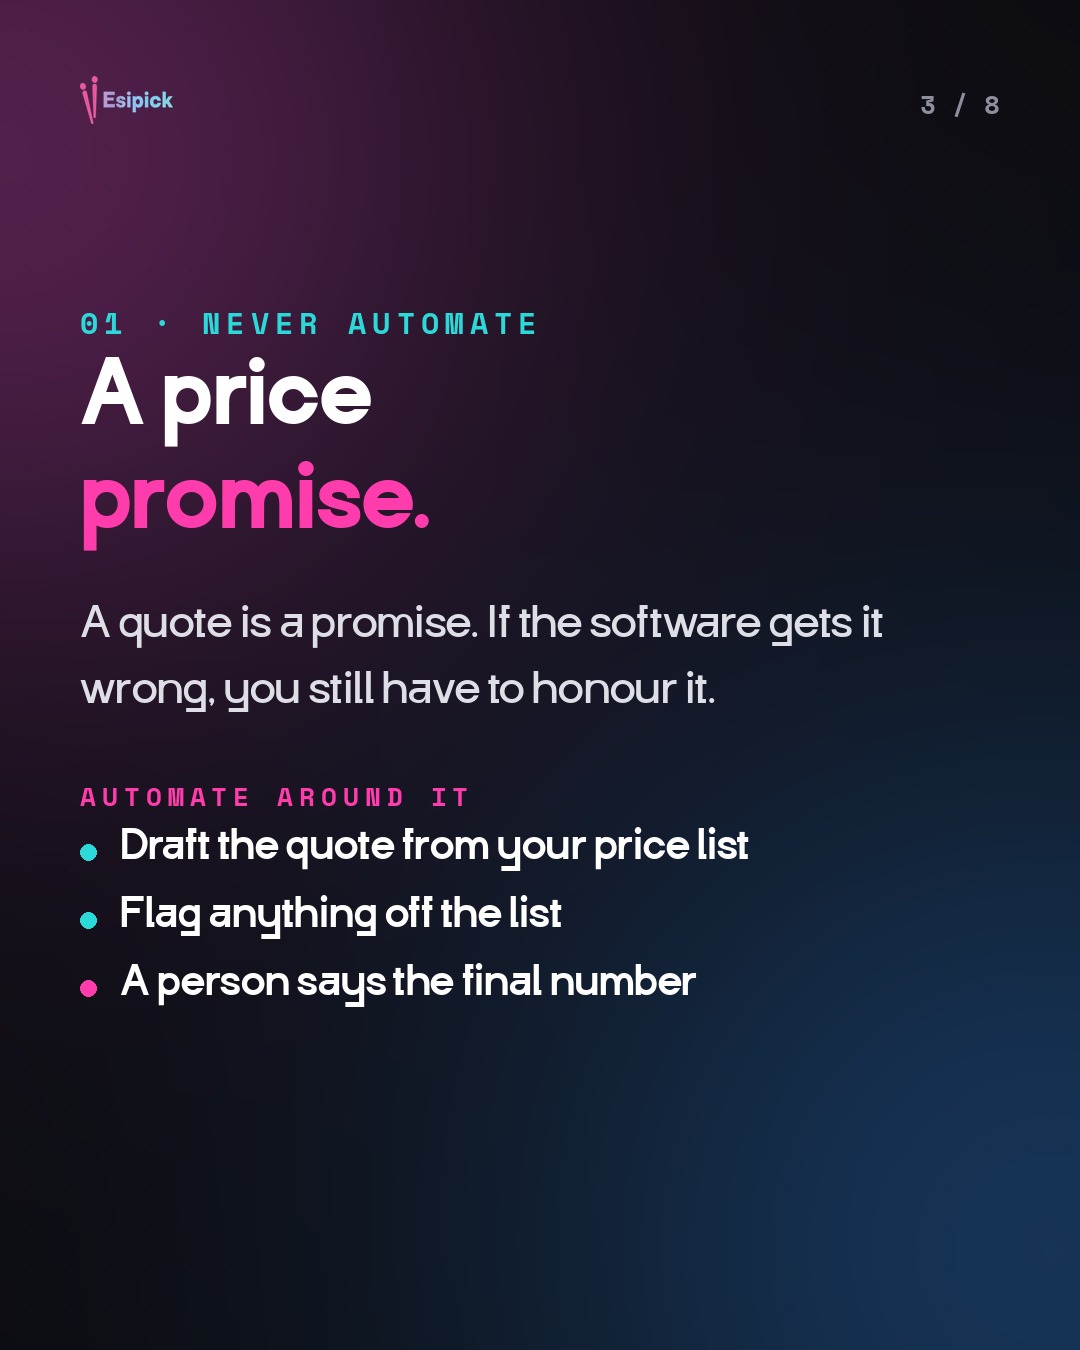 Esipick
3 / 8
01 · NEVER AUTOMATE
A price
promise.
A quote is a promise. If the software gets it
wrong, you still have to honour it.
AUTOMATE AROUND IT
Draft the quote from your price list
Flag anything off the list
A person says the final number